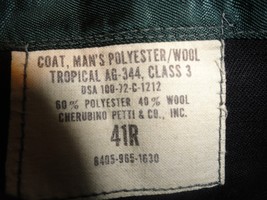 COAT, MAN'S POLYESTER/WOOL
TROPICAL AG-344, CLASS 3
DSA 100-72-C-1212
60% POLYESTER 40% WOOL
CHERUBINO PETTI & CO., INC.
41R
8405-965-1630